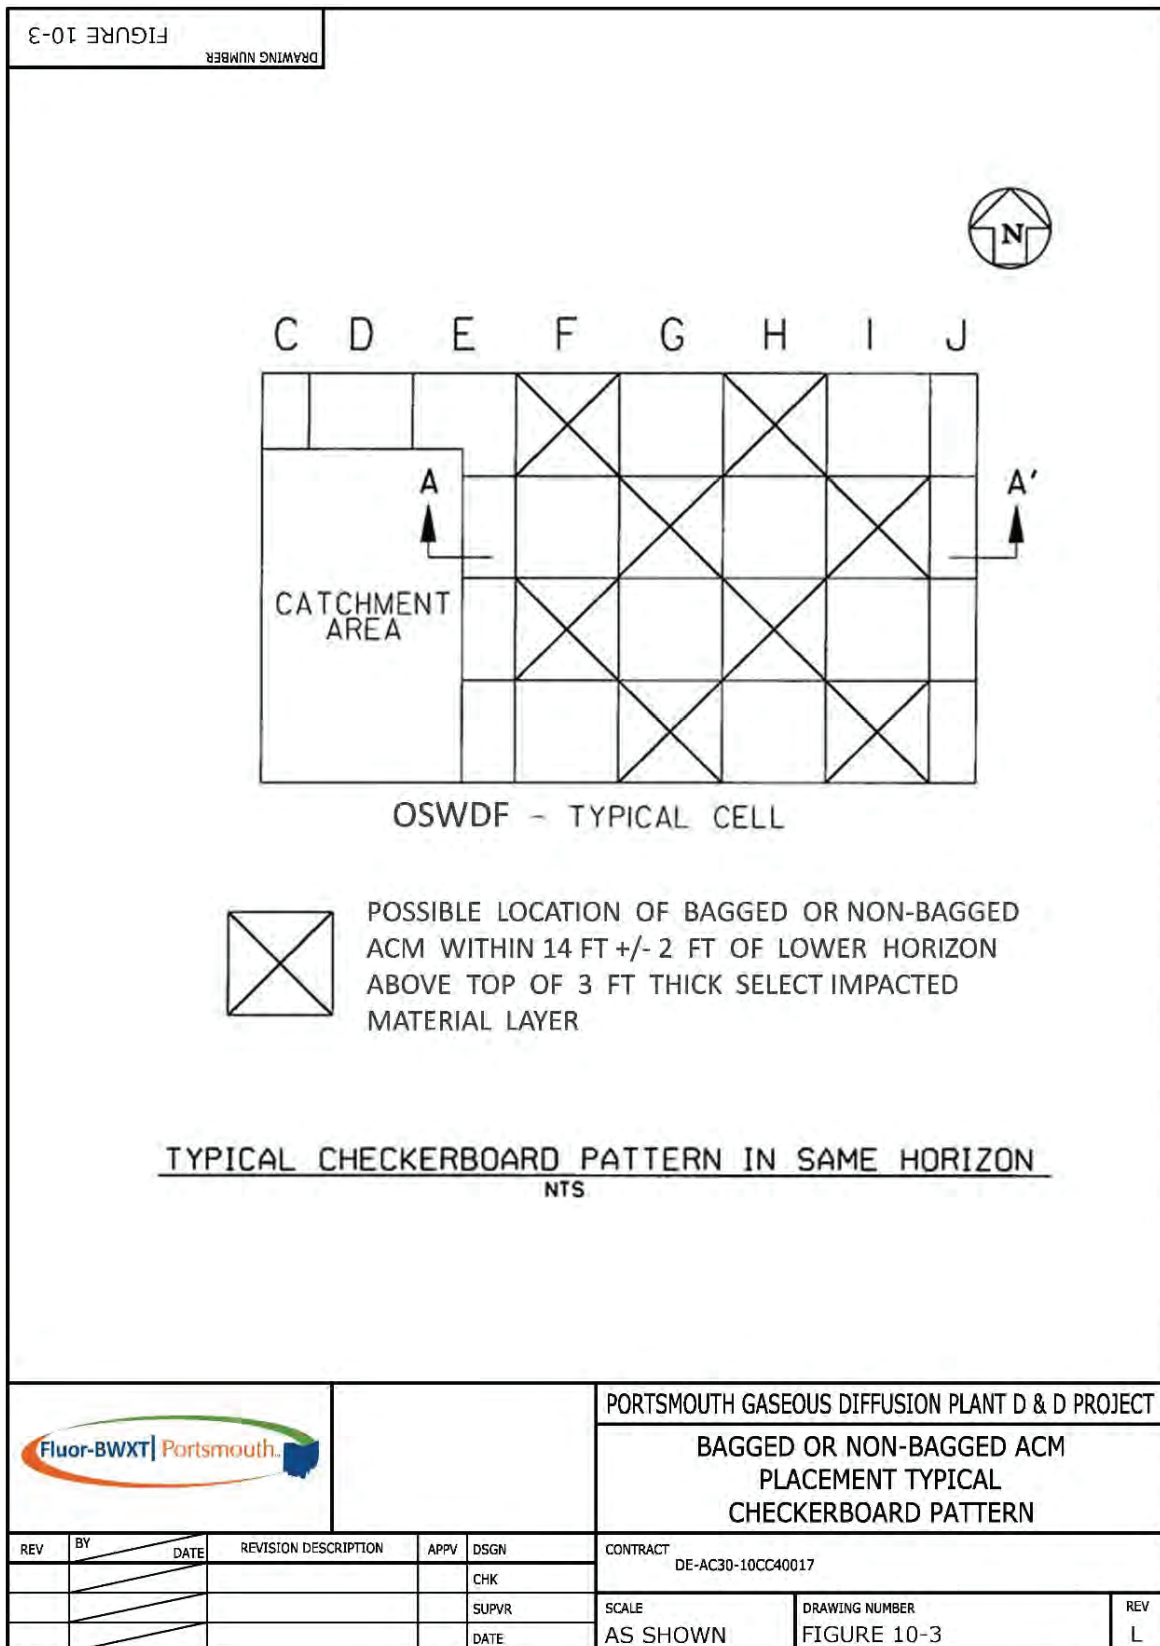 FIGURE 10-3
DRAWING NUMBER
N
C D E F G H I J
A A'
CATCHMENT
AREA
OSWDF - TYPICAL CELL
POSSIBLE LOCATION OF BAGGED OR NON-BAGGED
ACM WITHIN 14 FT +/- 2 FT OF LOWER HORIZON
ABOVE TOP OF 3 FT THICK SELECT IMPACTED
MATERIAL LAYER
TYPICAL CHECKERBOARD PATTERN IN SAME HORIZON
NTS
Fluor-BWXT| Portsmouth
PORTSMOUTH GASEOUS DIFFUSION PLANT D & D PROJECT
BAGGED OR NON-BAGGED ACM
PLACEMENT TYPICAL
CHECKERBOARD PATTERN
REV BY DATE REVISION DESCRIPTION APPV DSGN
CHK
SUPVR
DATE
CONTRACT
DE-AC30-10CC40017
SCALE
AS SHOWN
DRAWING NUMBER
FIGURE 10-3
REV
L